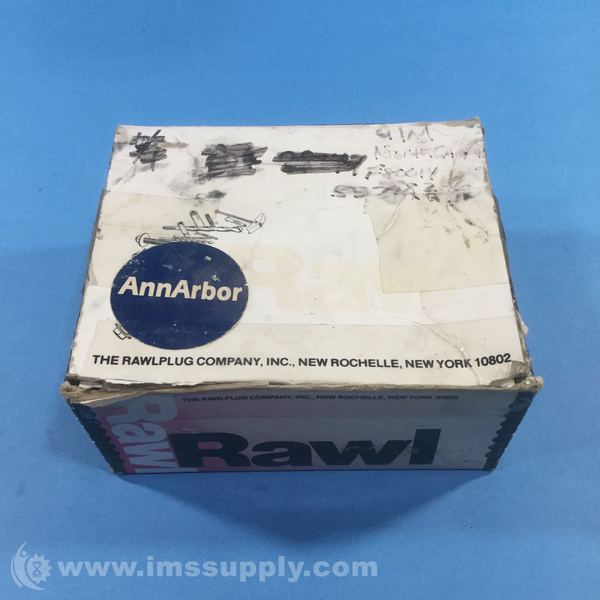 AnnArbor
Ra
THE RAWLPLUG COMPANY, INC., NEW ROCHELLE, NEW YORK 10802
THE RAWLPLUG COMPANY, INC., NEW ROCHELLE, NEW YORK 10802
Rawl
Rawl
www.imssupply.com